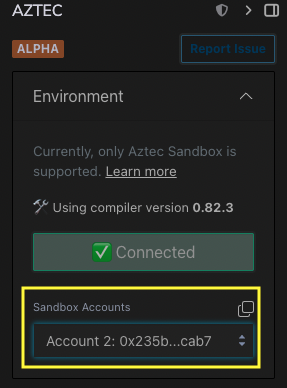 AZTEC
ALPHA
Report Issue
Environment
Currently, only Aztec Sandbox is
supported. Learn more
🛠 Using compiler version 0.82.3
✅ Connected
Sandbox Accounts
Account 2: 0x235b...cab7